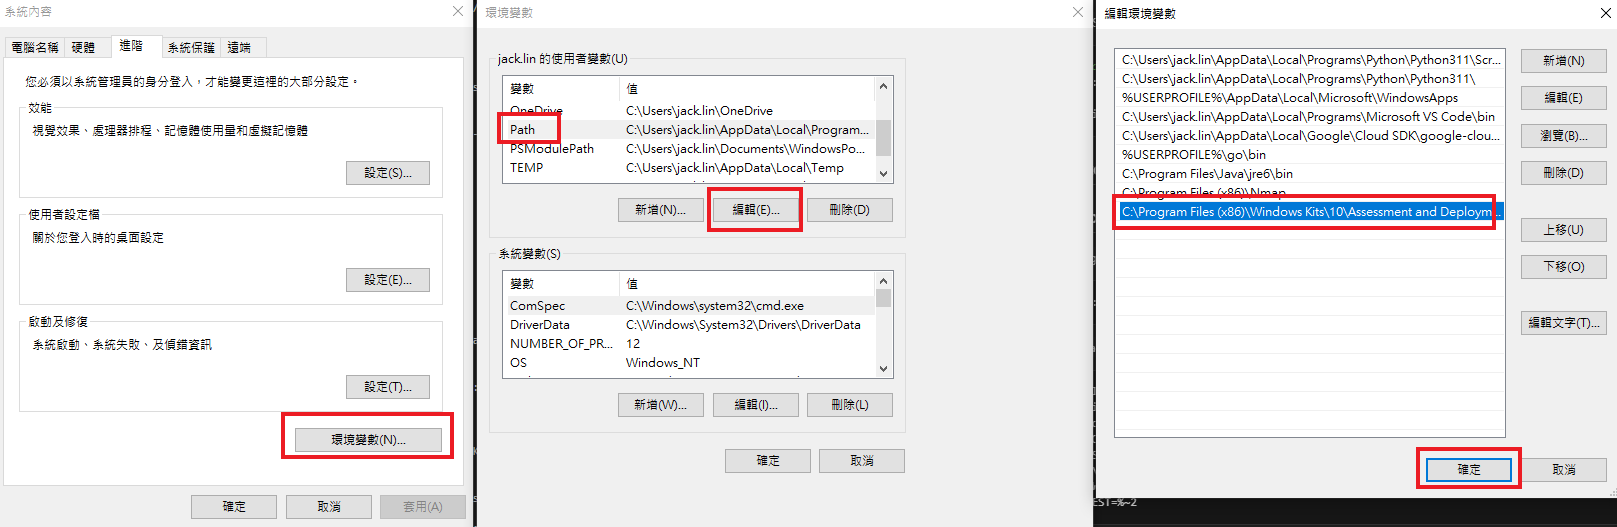 系統內容
電腦名稱 硬體 進階 系統保護 遠端
您必須以系統管理員的身分登入，才能變更這裡的大部分設定。
效能
視覺效果、處理器排程、記憶體使用量和虛擬記憶體
設定(S)...
使用者設定檔
關於您登入時的桌面設定
設定(E)...
啟動及修復
系統啟動、系統失敗、及偵錯資訊
設定(T)...
環境變數(N)...
確定 取消 套用(A)
環境變數
jack.lin 的使用者變數(U)
變數 值
OneDrive C:\Users\jack.lin\OneDrive
Path C:\Users\jack.lin\AppData\Local\Program...
PSModulePath C:\Users\jack.lin\Documents\WindowsPo...
TEMP C:\Users\jack.lin\AppData\Local\Temp
新增(N)... 編輯(E)... 刪除(D)
系統變數(S)
變數 值
ComSpec C:\Windows\system32\cmd.exe
DriverData C:\Windows\System32\Drivers\DriverData
NUMBER_OF_PR... 12
OS Windows_NT
新增(W)... 編輯(I)... 刪除(L)
確定 取消
編輯環境變數
C:\Users\jack.lin\AppData\Local\Programs\Python\Python311\Scr...
C:\Users\jack.lin\AppData\Local\Programs\Python\Python311\
%USERPROFILE%\AppData\Local\Microsoft\WindowsApps
C:\Users\jack.lin\AppData\Local\Programs\Microsoft VS Code\bin
C:\Users\jack.lin\AppData\Local\Google\Cloud SDK\google-clou...
%USERPROFILE%\go\bin
C:\Program Files\Java\jre6\bin
C:\Program Files (x86)\Nmap
C:\Program Files (x86)\Windows Kits\10\Assessment and Deploym...
新增(N)
編輯(E)
瀏覽(B)...
刪除(D)
上移(U)
下移(O)
編輯文字(T)...
確定 取消
EST=%~2